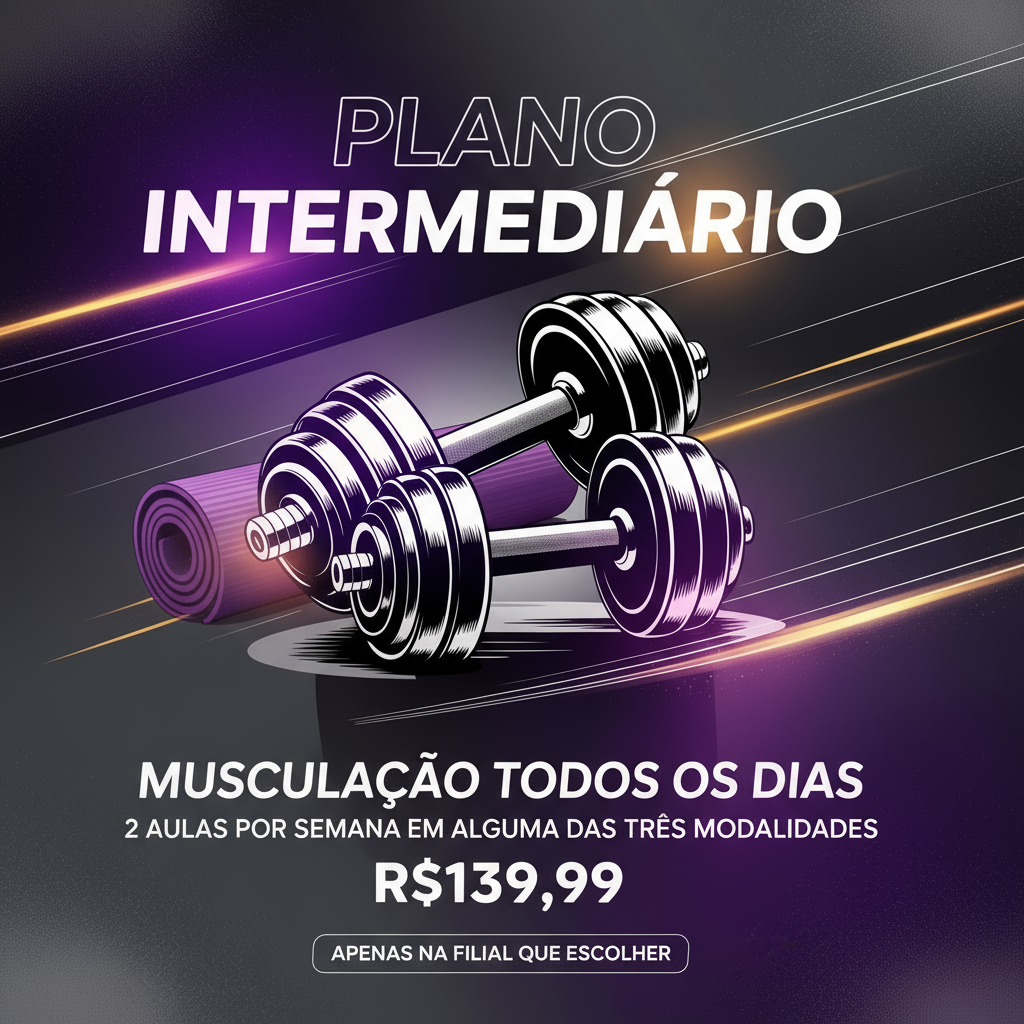 PLANO
INTERMEDIÁRIO
MUSCULAÇÃO TODOS OS DIAS
2 AULAS POR SEMANA EM ALGUMA DAS TRÊS MODALIDADES
R$139,99
APENAS NA FILIAL QUE ESCOLHER